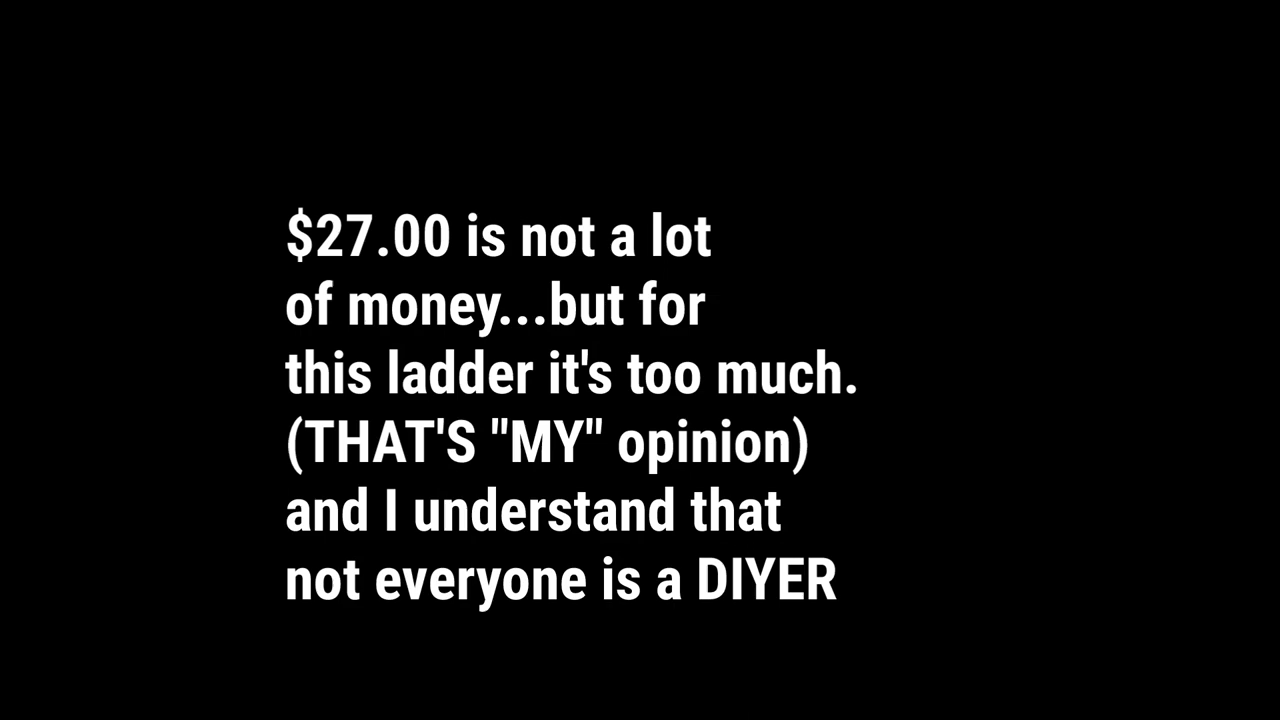 $27.00 is not a lot
of money...but for
this ladder it's too much.
(THAT'S "MY" opinion)
and I understand that
not everyone is a DIYER